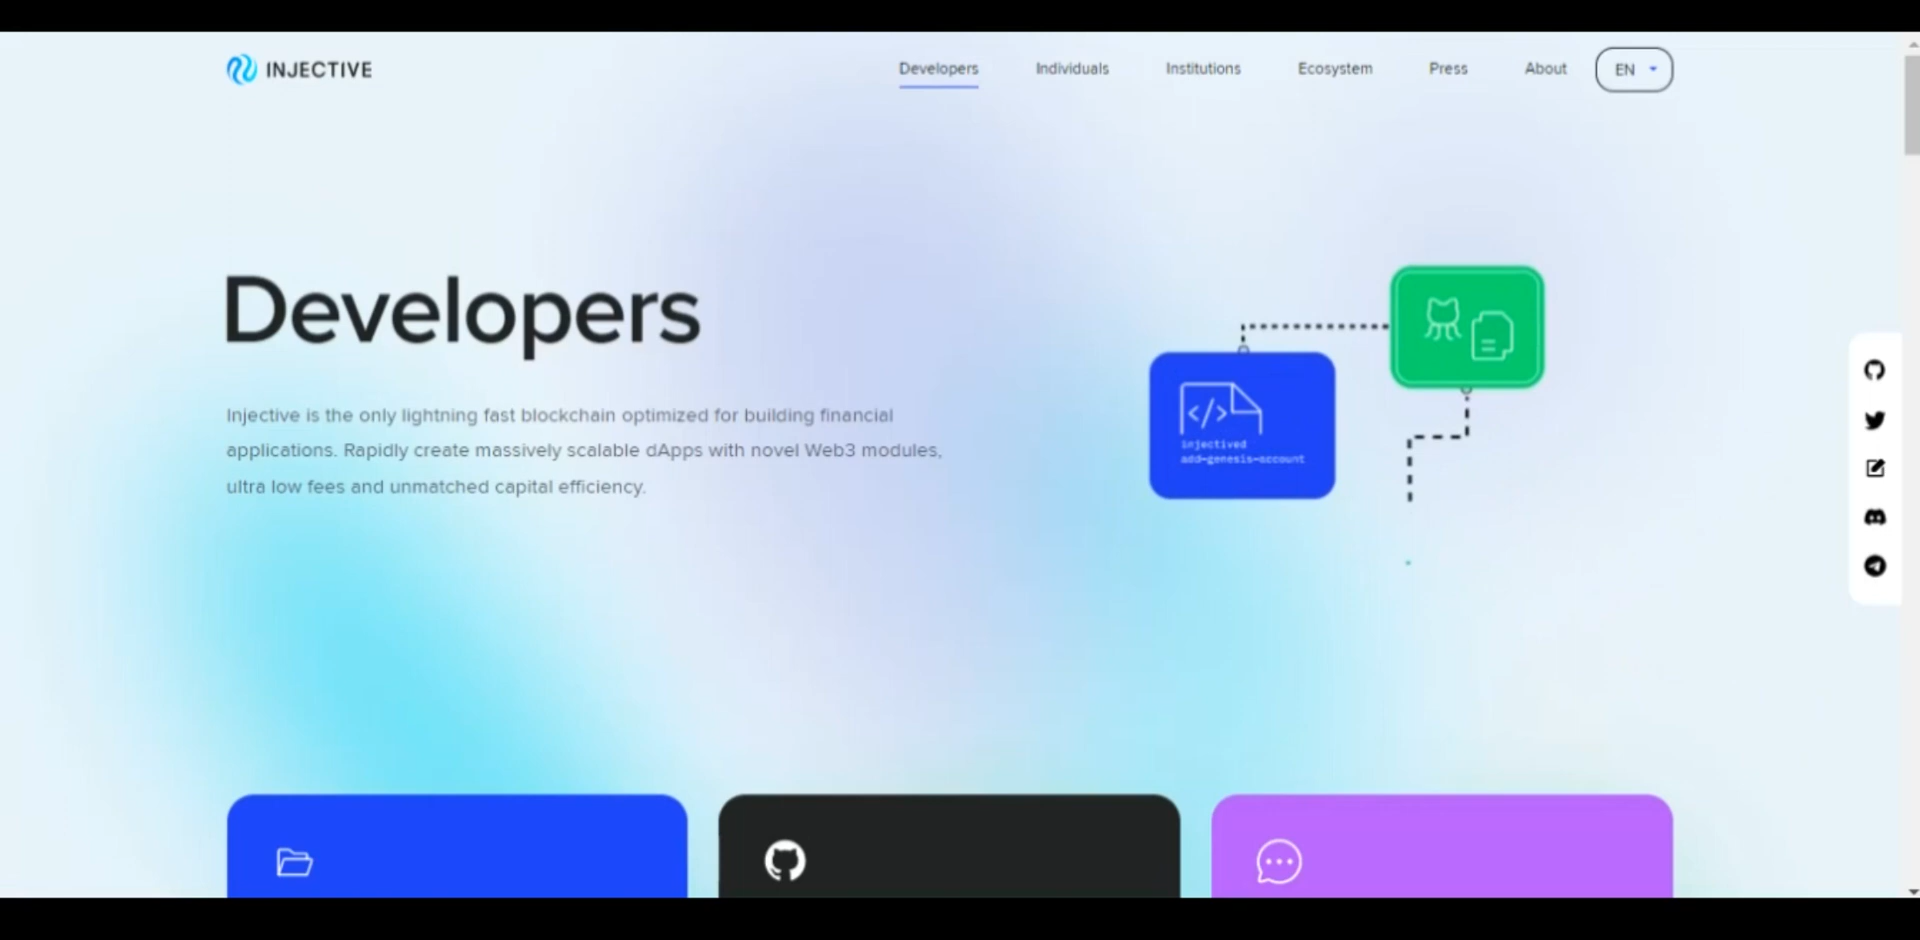 INJECTIVE
Developers
Individuals
Institutions
Ecosystem
Press
About
EN
Developers
Injective is the only lightning fast blockchain optimized for building financial
applications. Rapidly create massively scalable dApps with novel Web3 modules,
ultra low fees and unmatched capital efficiency.
</>
injectived
add-genesis-account